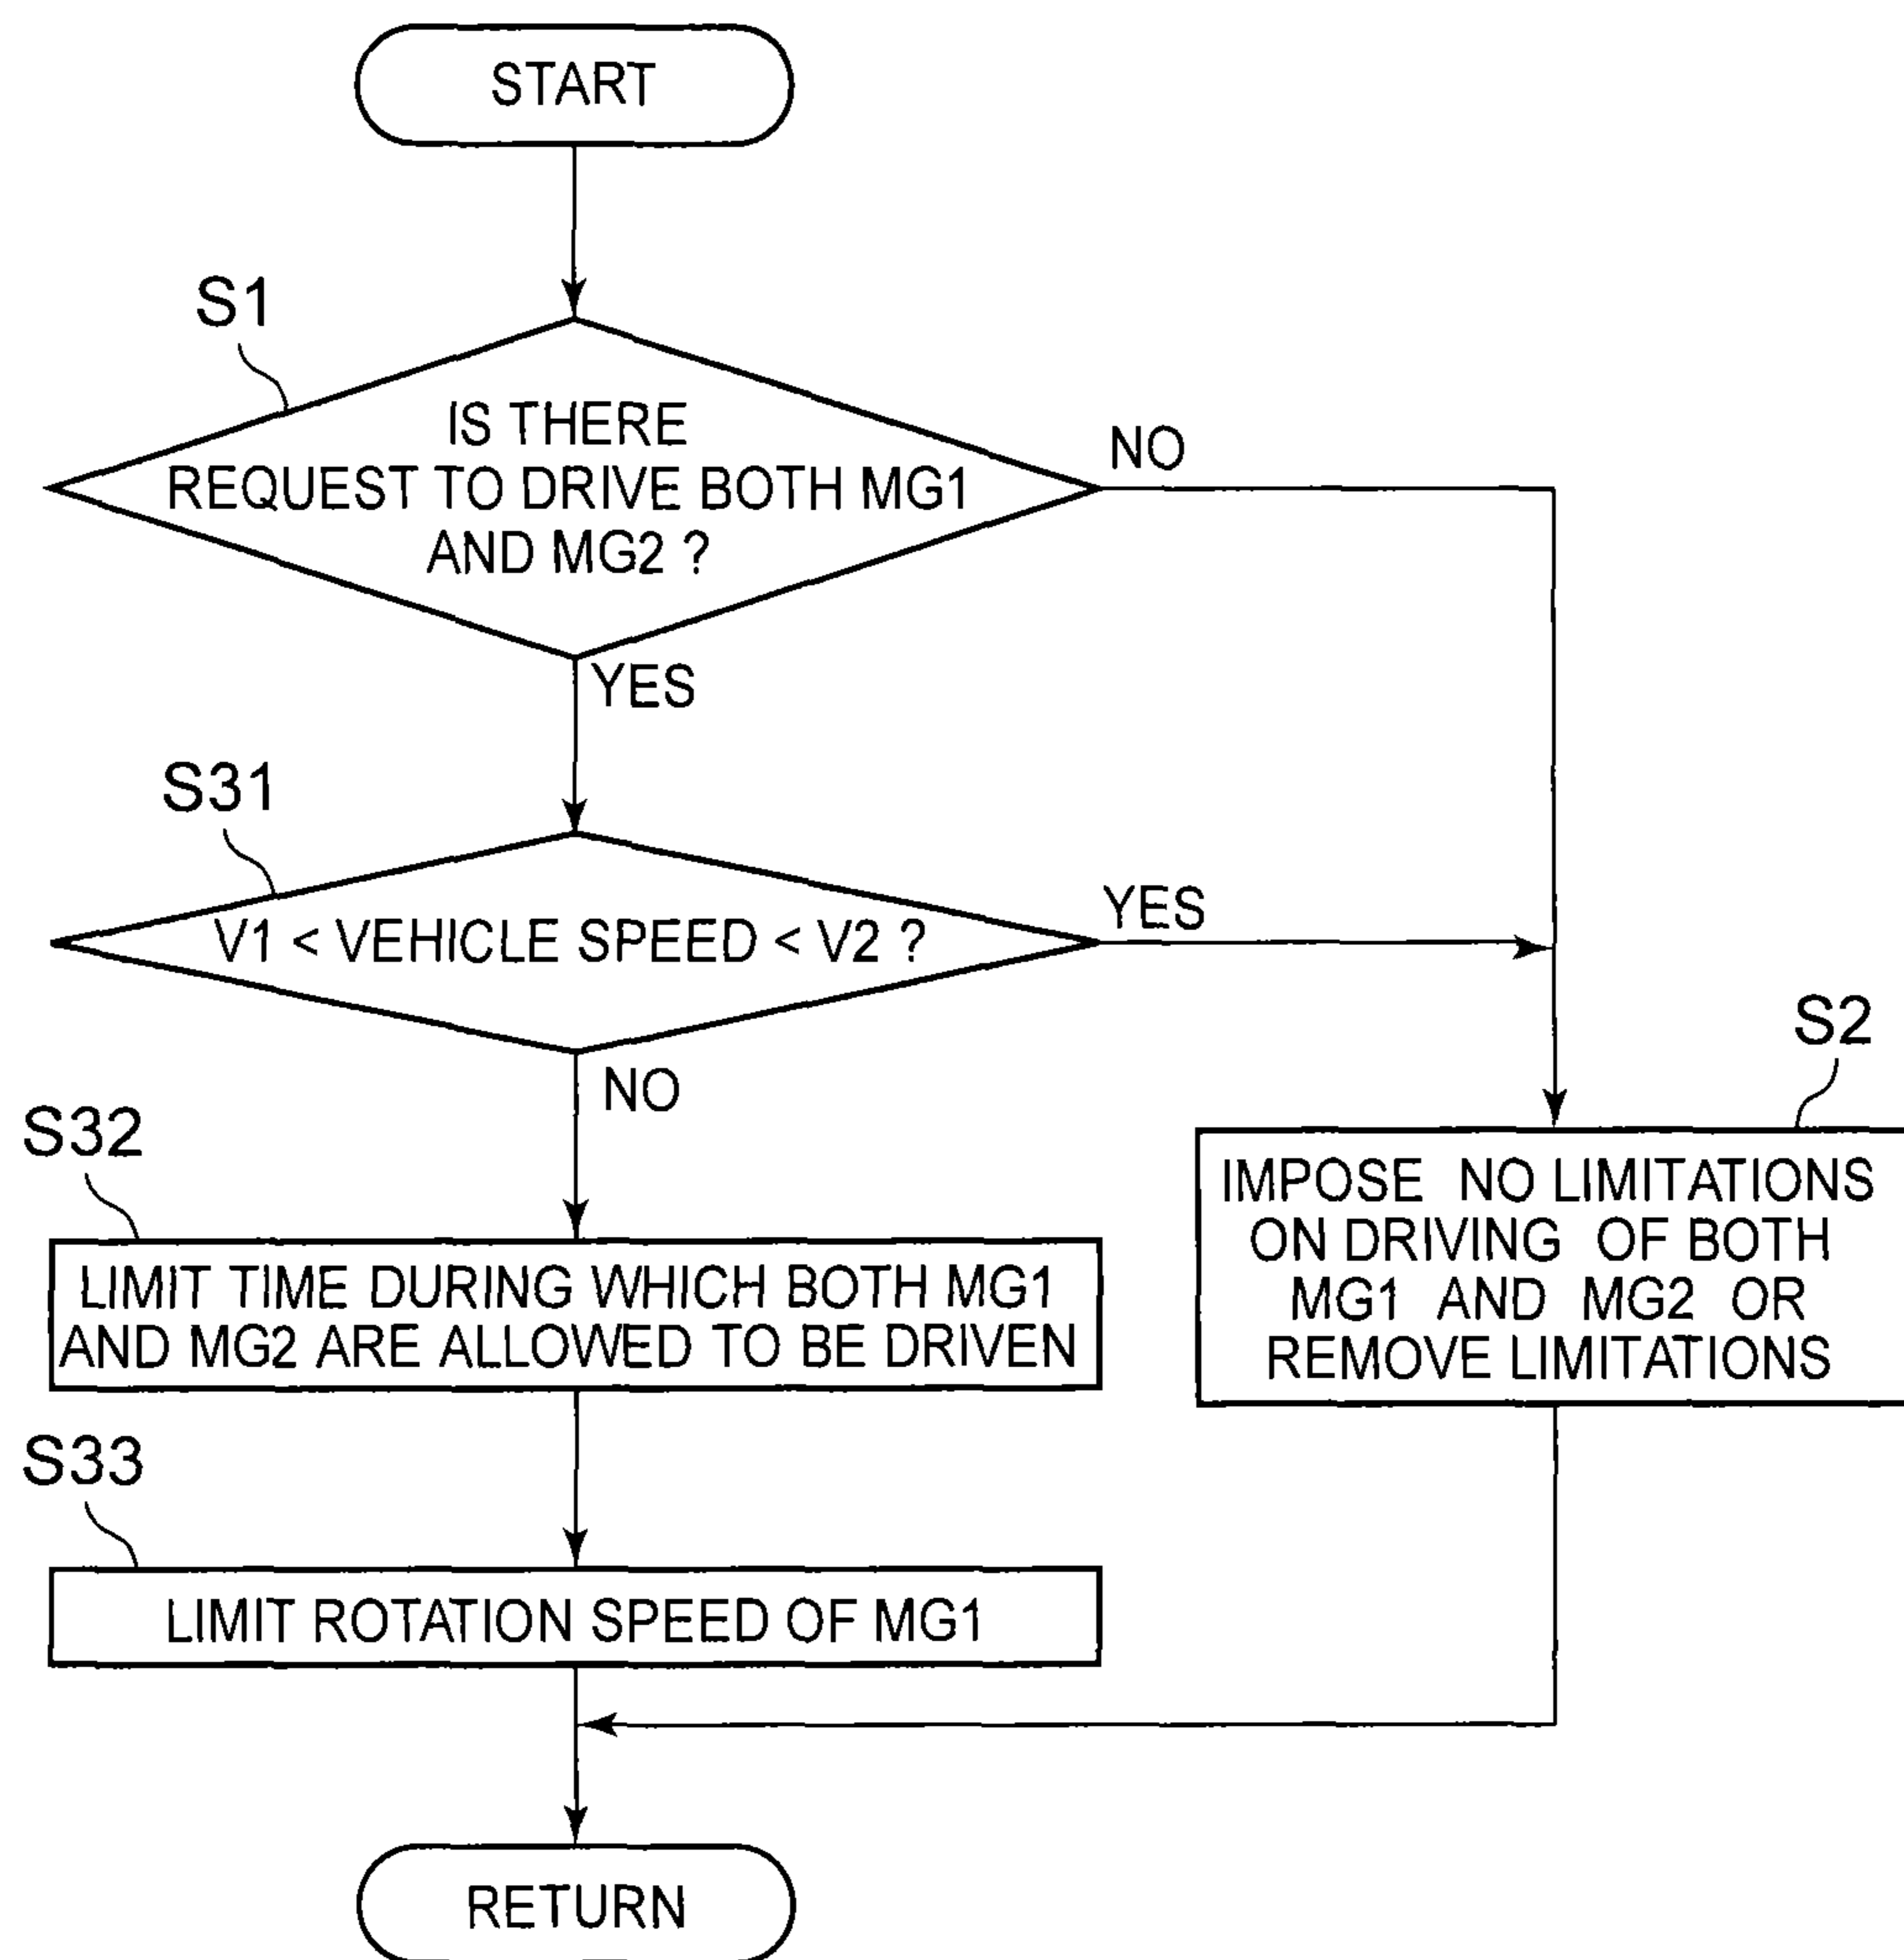 START
S1
IS THERE
REQUEST TO DRIVE BOTH MG1
AND MG2 ?
NO
YES
S31
V1 < VEHICLE SPEED < V2 ?
YES
NO
S2
IMPOSE NO LIMITATIONS
ON DRIVING OF BOTH
MG1 AND MG2 OR
REMOVE LIMITATIONS
S32
LIMIT TIME DURING WHICH BOTH MG1
AND MG2 ARE ALLOWED TO BE DRIVEN
S33
LIMIT ROTATION SPEED OF MG1
RETURN